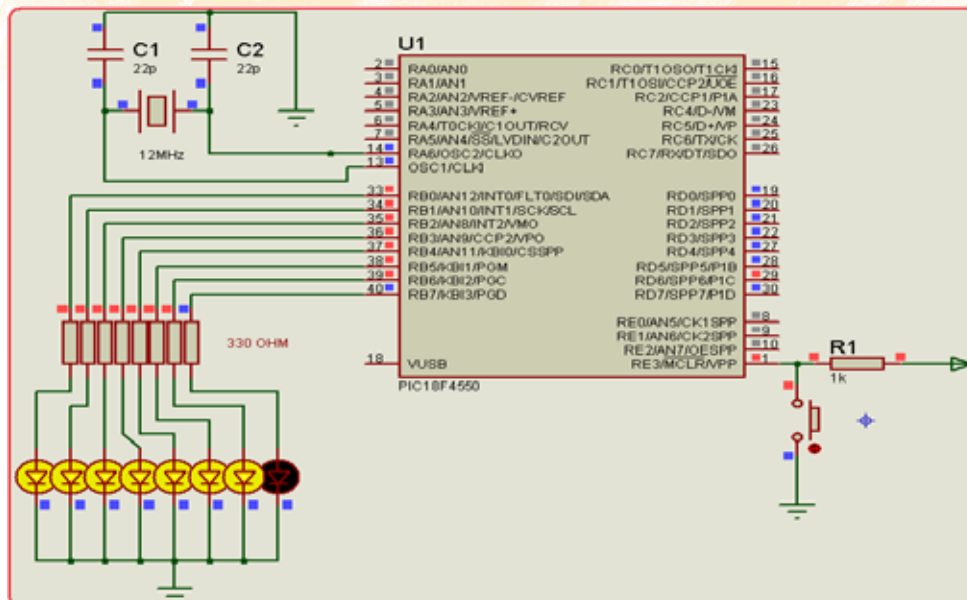 C1
22p
C2
22p
12MHz
U1
2 RA0/AN0
3 RA1/AN1
4 RA2/AN2/VREF-/CVREF
5 RA3/AN3/VREF+
6 RA4/T0CKI/C1OUT/RCV
7 RA5/AN4/SS/LVDIN/C2OUT
14 RA6/OSC2/CLKO
13 OSC1/CLKI
33 RB0/AN12/INT0/FLT0/SDI/SDA
34 RB1/AN10/INT1/SCK/SCL
35 RB2/AN8/INT2/VMO
36 RB3/AN9/CCP2/VPO
37 RB4/AN11/KBI0/CSSPP
38 RB5/KBI1/PGM
39 RB6/KBI2/PGC
40 RB7/KBI3/PGD
18 VUSB
RC0/T1OSO/T1CKI 15
RC1/T1OSI/CCP2/UOE 16
RC2/CCP1/P1A 17
RC4/D-/VM 23
RC5/D+/VP 24
RC6/TX/CK 25
RC7/RX/DT/SDO 26
RD0/SPP0 19
RD1/SPP1 20
RD2/SPP2 21
RD3/SPP3 22
RD4/SPP4 27
RD5/SPP5/P1B 28
RD6/SPP6/P1C 29
RD7/SPP7/P1D 30
RE0/AN5/CK1SPP 8
RE1/AN6/CK2SPP 9
RE2/AN7/OESPP 10
RE3/MCLR/VPP 1
PIC18F4550
330 OHM
R1
1k